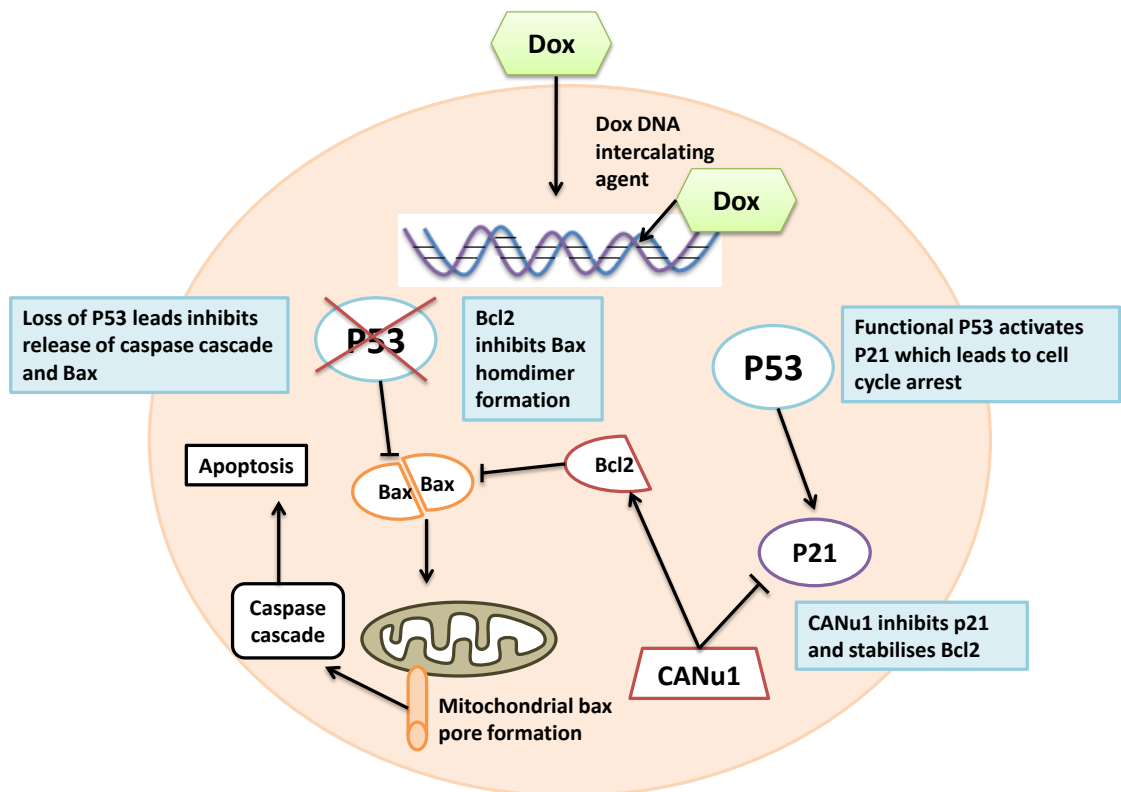 Dox
Dox DNA
intercalating
agent
Dox
Loss of P53 leads inhibits
release of caspase cascade
and Bax
P53
Bcl2
inhibits Bax
homdimer
formation
P53
Functional P53 activates
P21 which leads to cell
cycle arrest
Apoptosis
Bax
Bax
Bcl2
P21
Caspase
cascade
CANu1 inhibits p21
and stabilises Bcl2
CANu1
Mitochondrial bax
pore formation